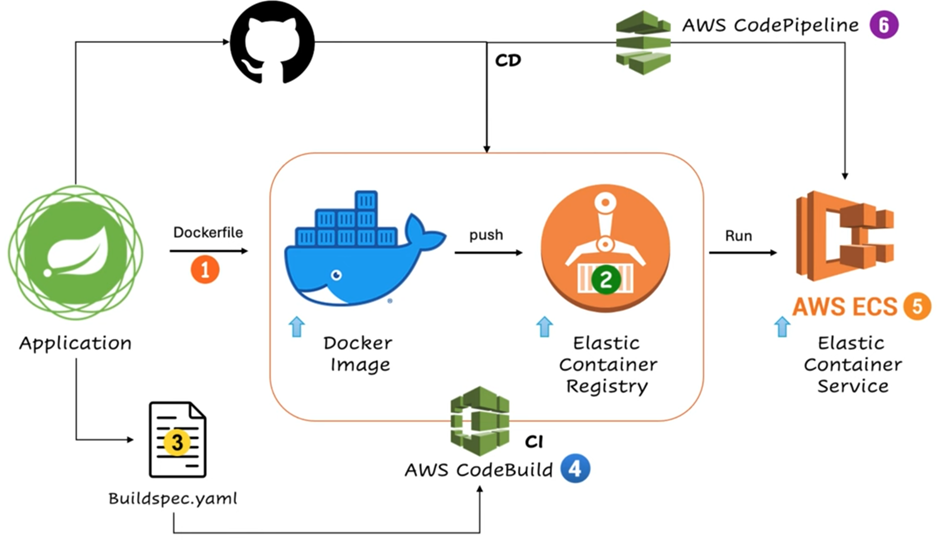 AWS CodePipeline 6
CD
Dockerfile
1
push
2
Run
AWS ECS 5
Application
Docker
Image
Elastic
Container
Registry
Elastic
Container
Service
3
CI
AWS CodeBuild 4
Buildspec.yaml